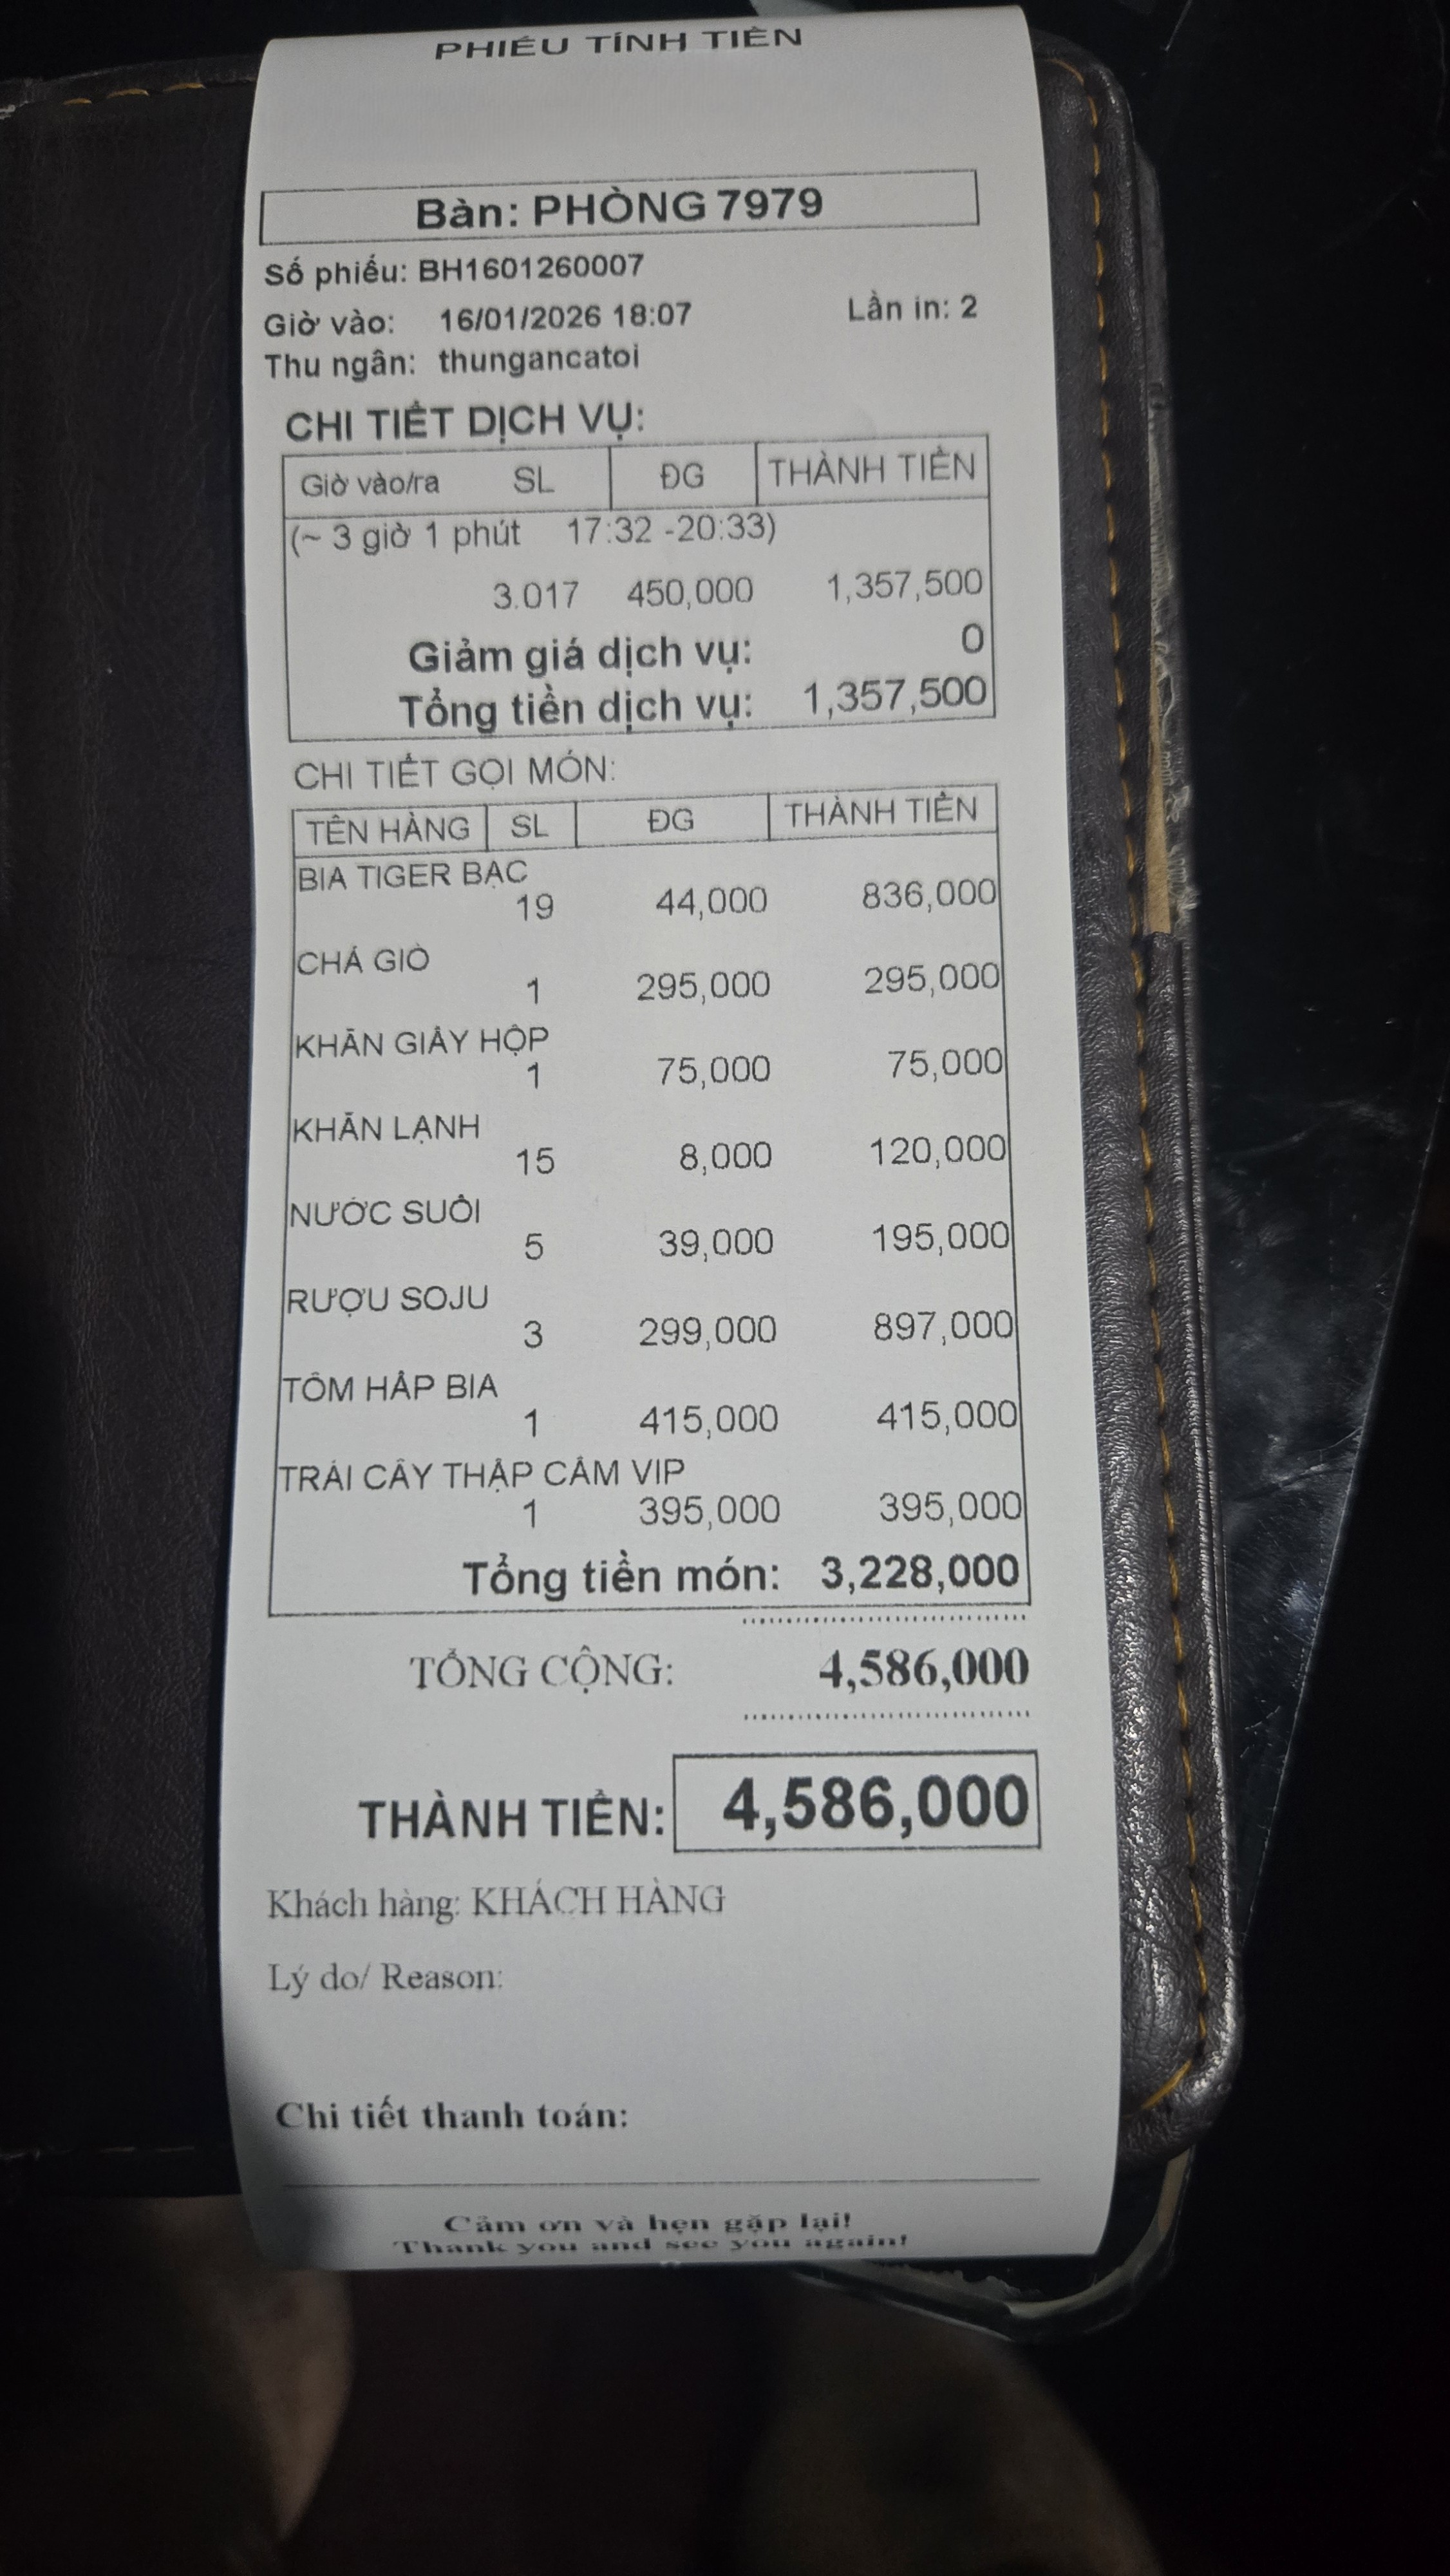 PHIẾU TÍNH TIỀN
Bàn: PHÒNG 7979
Số phiếu: BH1601260007
Giờ vào: 16/01/2026 18:07 Lần in: 2
Thu ngân: thungancatoi
CHI TIẾT DỊCH VỤ:
Giờ vào/ra SL ĐG THÀNH TIỀN
(~ 3 giờ 1 phút 17:32 -20:33)
3.017 450,000 1,357,500
Giảm giá dịch vụ: 0
Tổng tiền dịch vụ: 1,357,500
CHI TIẾT GỌI MÓN:
TÊN HÀNG SL ĐG THÀNH TIỀN
BIA TIGER BẠC
19 44,000 836,000
CHẢ GIÒ
1 295,000 295,000
KHĂN GIẤY HỘP
1 75,000 75,000
KHĂN LẠNH
15 8,000 120,000
NƯỚC SUỐI
5 39,000 195,000
RƯỢU SOJU
3 299,000 897,000
TÔM HẤP BIA
1 415,000 415,000
TRÁI CÂY THẬP CẨM VIP
1 395,000 395,000
Tổng tiền món: 3,228,000
TỔNG CỘNG: 4,586,000
THÀNH TIỀN: 4,586,000
Khách hàng: KHÁCH HÀNG
Lý do/ Reason:
Chi tiết thanh toán:
Cảm ơn và hẹn gặp lại!
Thank you and see you again!